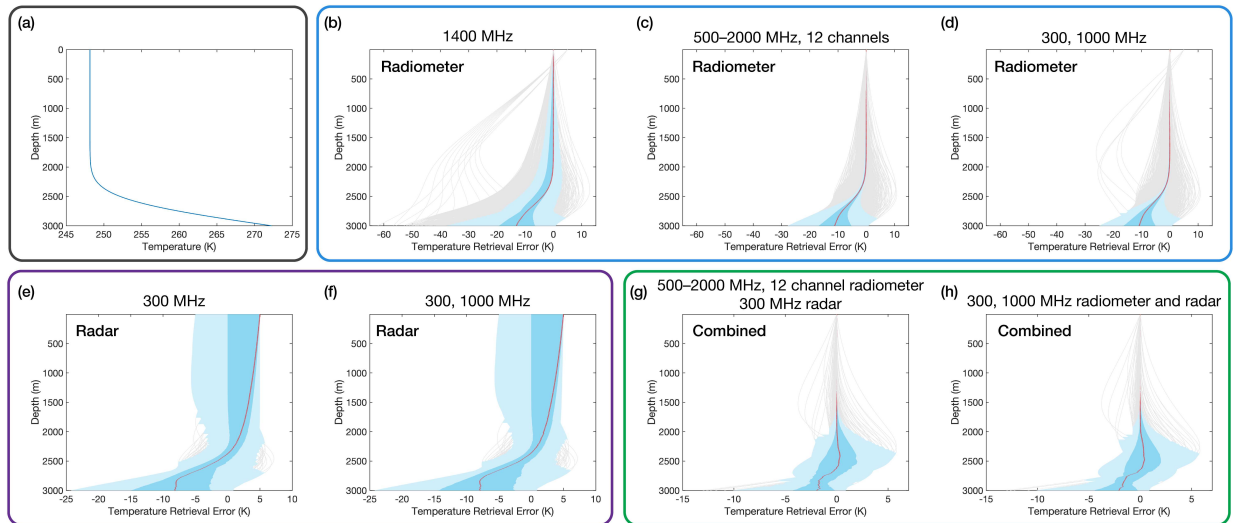 (a)
0
500
1000
1500
2000
2500
3000
245 250 255 260 265 270 275
Depth (m)
Temperature (K)
(b)
1400 MHz
Radiometer
500
1000
1500
2000
2500
3000
-60 -50 -40 -30 -20 -10 0 10
Depth (m)
Temperature Retrieval Error (K)
(c)
500–2000 MHz, 12 channels
Radiometer
500
1000
1500
2000
2500
3000
-60 -50 -40 -30 -20 -10 0 10
Depth (m)
Temperature Retrieval Error (K)
(d)
300, 1000 MHz
Radiometer
500
1000
1500
2000
2500
3000
-60 -50 -40 -30 -20 -10 0 10
Depth (m)
Temperature Retrieval Error (K)
(e)
300 MHz
Radar
500
1000
1500
2000
2500
3000
-25 -20 -15 -10 -5 0 5 10
Depth (m)
Temperature Retrieval Error (K)
(f)
300, 1000 MHz
Radar
500
1000
1500
2000
2500
3000
-25 -20 -15 -10 -5 0 5 10
Depth (m)
Temperature Retrieval Error (K)
(g)
500–2000 MHz, 12 channel radiometer
300 MHz radar
Combined
500
1000
1500
2000
2500
3000
-15 -10 -5 0 5
Depth (m)
Temperature Retrieval Error (K)
(h)
300, 1000 MHz radiometer and radar
Combined
500
1000
1500
2000
2500
3000
-15 -10 -5 0 5
Depth (m)
Temperature Retrieval Error (K)